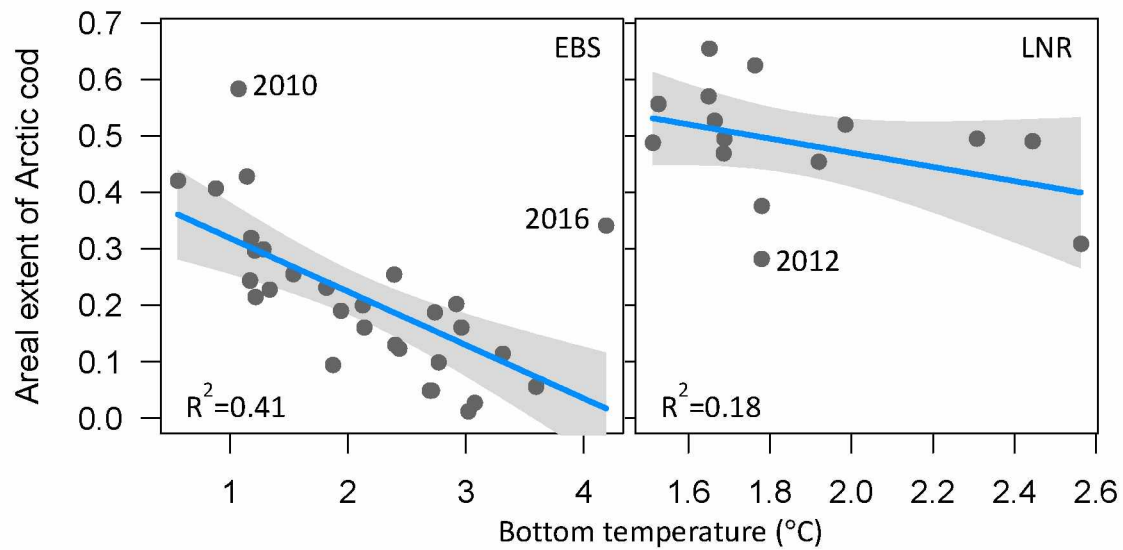 Areal extent of Arctic cod
0.7
0.6
0.5
0.4
0.3
0.2
0.1
0.0
EBS
2010
2016
R²=0.41
1 2 3 4
LNR
2012
R²=0.18
1.6 1.8 2.0 2.2 2.4 2.6
Bottom temperature (°C)